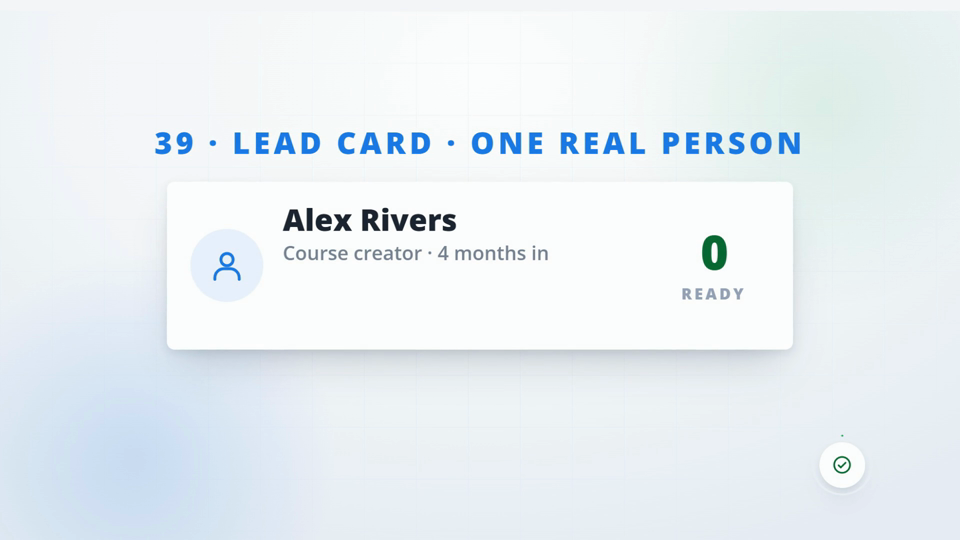 39 · LEAD CARD · ONE REAL PERSON
Alex Rivers
Course creator · 4 months in
0
READY